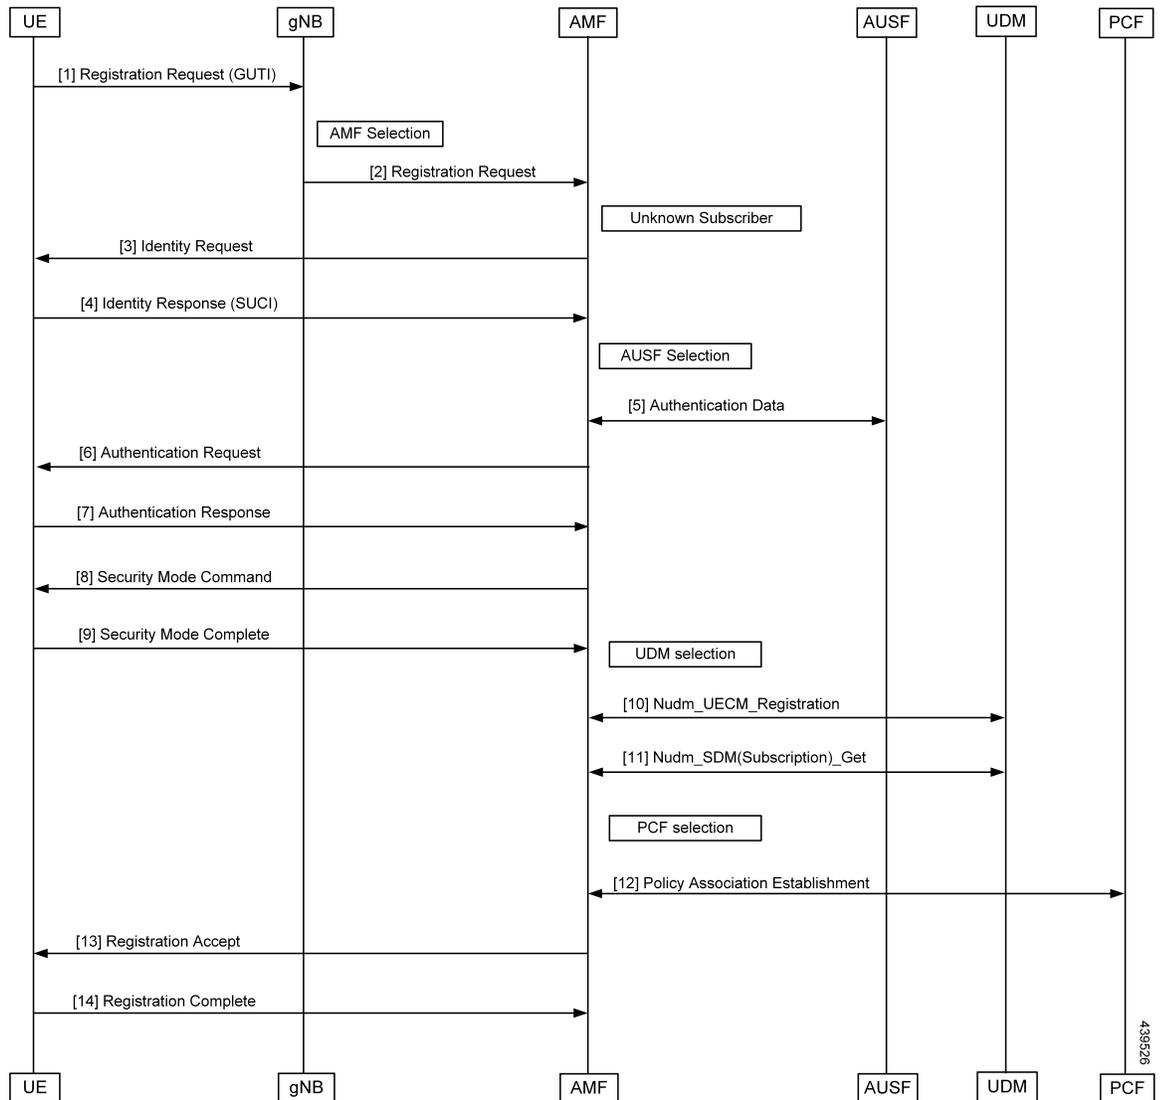 UE gNB AMF AUSF UDM PCF
[1] Registration Request (GUTI)
AMF Selection
[2] Registration Request
Unknown Subscriber
[3] Identity Request
[4] Identity Response (SUCI)
AUSF Selection
[5] Authentication Data
[6] Authentication Request
[7] Authentication Response
[8] Security Mode Command
[9] Security Mode Complete
UDM selection
[10] Nudm_UECM_Registration
[11] Nudm_SDM(Subscription)_Get
PCF selection
[12] Policy Association Establishment
[13] Registration Accept
[14] Registration Complete
439526
UE gNB AMF AUSF UDM PCF